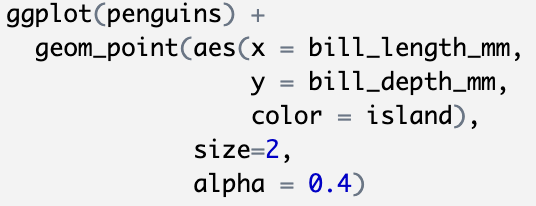 ggplot(penguins) +
  geom_point(aes(x = bill_length_mm,
                 y = bill_depth_mm,
                 color = island),
             size=2,
             alpha = 0.4)